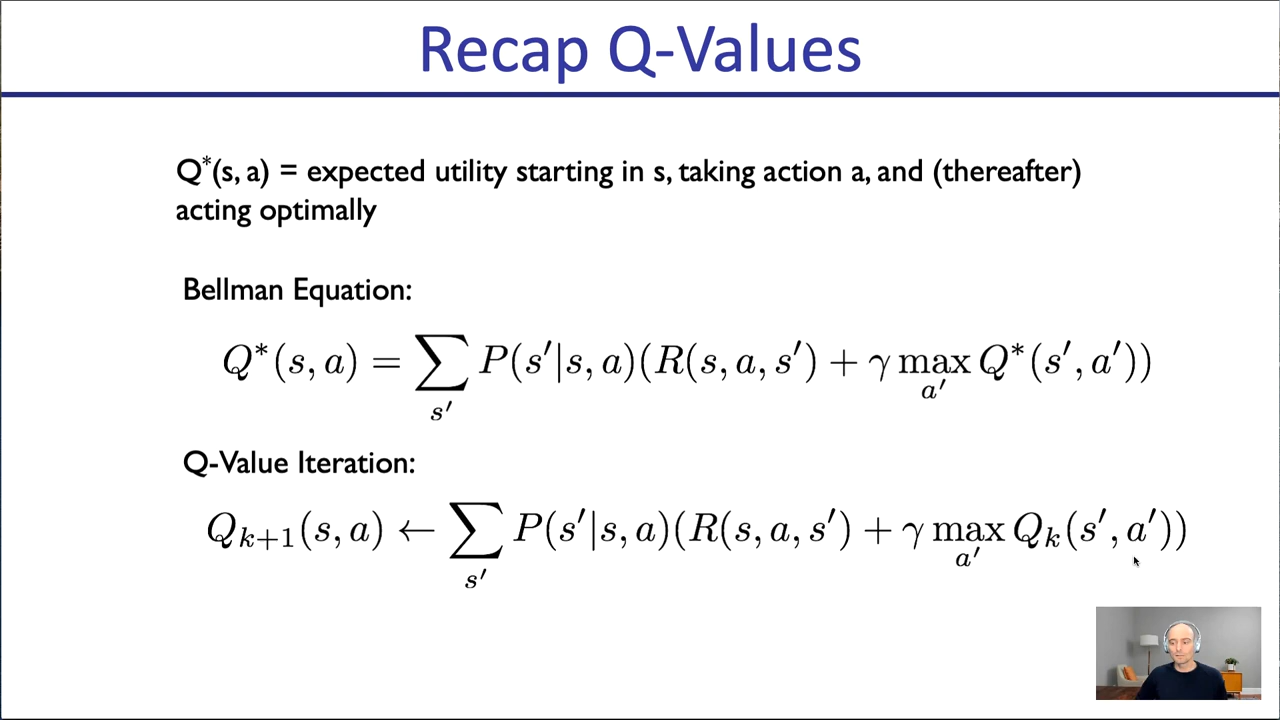 Recap Q-Values
Q*(s, a) = expected utility starting in s, taking action a, and (thereafter)
acting optimally
Bellman Equation:
Q*(s, a) = ∑_{s'} P(s'|s, a)(R(s, a, s') + γ max_{a'} Q*(s', a'))
Q-Value Iteration:
Q_{k+1}(s, a) ← ∑_{s'} P(s'|s, a)(R(s, a, s') + γ max_{a'} Q_k(s', a'))